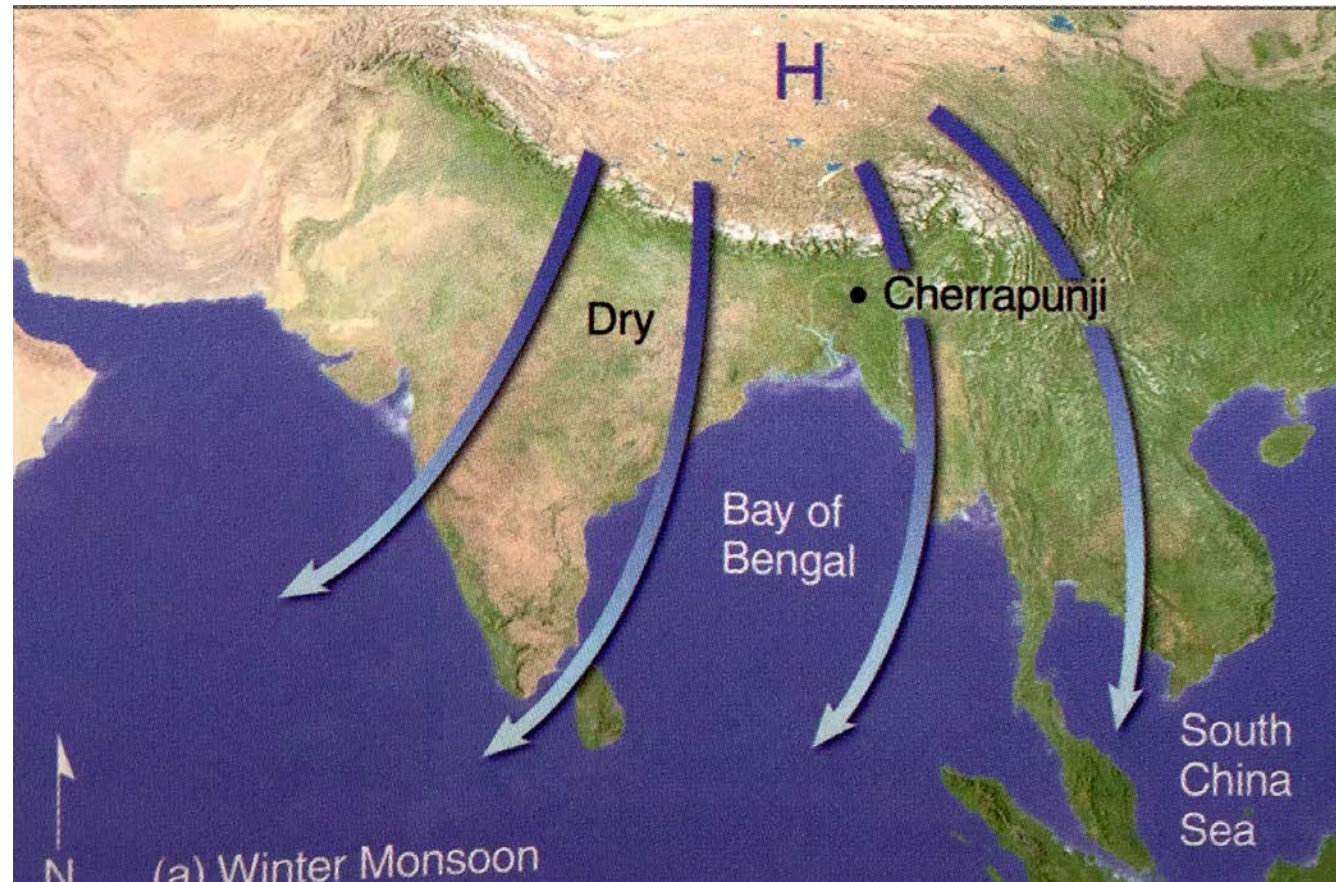 H
Dry
Cherrapunji
Bay of
Bengal
South
China
Sea
N
(a) Winter Monsoon